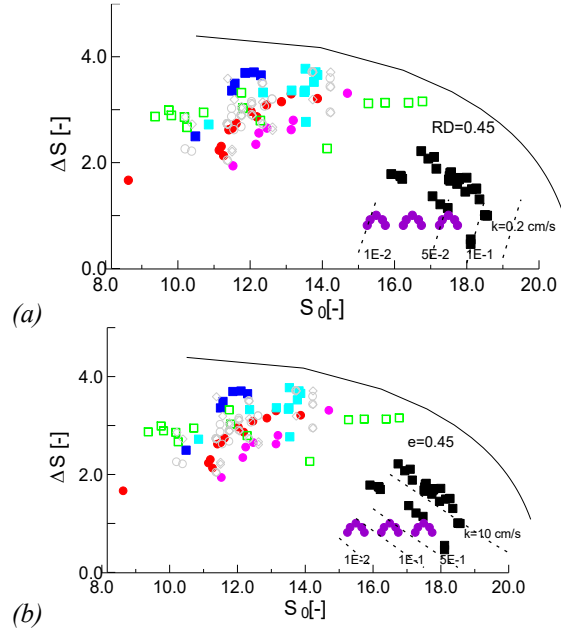 (a)
ΔS [-]
4.0
2.0
0.0
RD=0.45
k=0.2 cm/s
1E-2
5E-2
1E-1
8.0 10.0 12.0 14.0 16.0 18.0 20.0
S0[-]
(b)
ΔS [-]
4.0
2.0
0.0
e=0.45
k=10 cm/s
1E-2
1E-1
5E-1
8.0 10.0 12.0 14.0 16.0 18.0 20.0
S0[-]